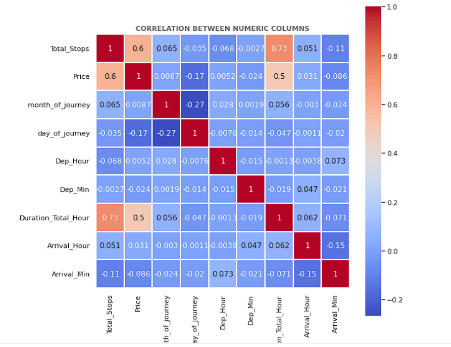 CORRELATION BETWEEN NUMERIC COLUMNS
Total_Stops 1 0.6 0.065 -0.035 -0.068 -0.0027 0.73 0.051 -0.11
Price 0.6 1 0.0087 -0.17 0.0052 -0.024 0.5 0.031 -0.086
month_of_journey 0.065 0.0087 1 -0.27 0.028 0.0019 0.056 -0.003 -0.024
day_of_journey -0.035 -0.17 -0.27 1 -0.0076 -0.014 -0.047 -0.0011 -0.02
Dep_Hour -0.068 0.0052 0.028 -0.0076 1 -0.015 -0.0013 -0.0038 0.073
Dep_Min -0.0027 -0.024 0.0019 -0.014 -0.015 1 -0.019 0.047 -0.021
Duration_Total_Hour 0.73 0.5 0.056 -0.047 -0.0013 -0.019 1 0.062 -0.071
Arrival_Hour 0.051 0.031 -0.003 -0.0011 -0.0038 0.047 0.062 1 -0.15
Arrival_Min -0.11 -0.086 -0.024 -0.02 0.073 -0.021 -0.071 -0.15 1
Total_Stops
Price
th_of_journey
ay_of_journey
Dep_Hour
Dep_Min
on_Total_Hour
Arrival_Hour
Arrival_Min
1.0
0.8
0.6
0.4
0.2
0.0
−0.2